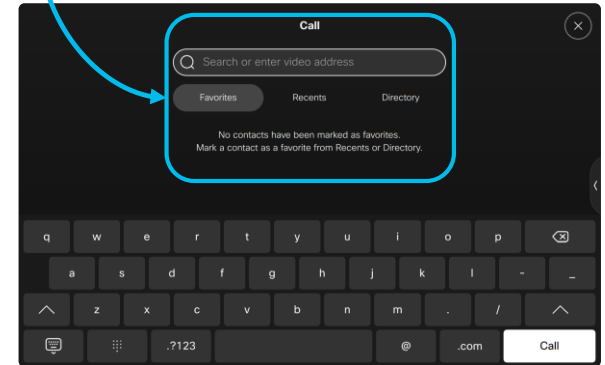 Call
Search or enter video address
Favorites Recents Directory
No contacts have been marked as favorites.
Mark a contact as a favorite from Recents or Directory.
q w e r t y u i o p
a s d f g h j k l - _
z x c v b n m . /
.?123 @ .com Call